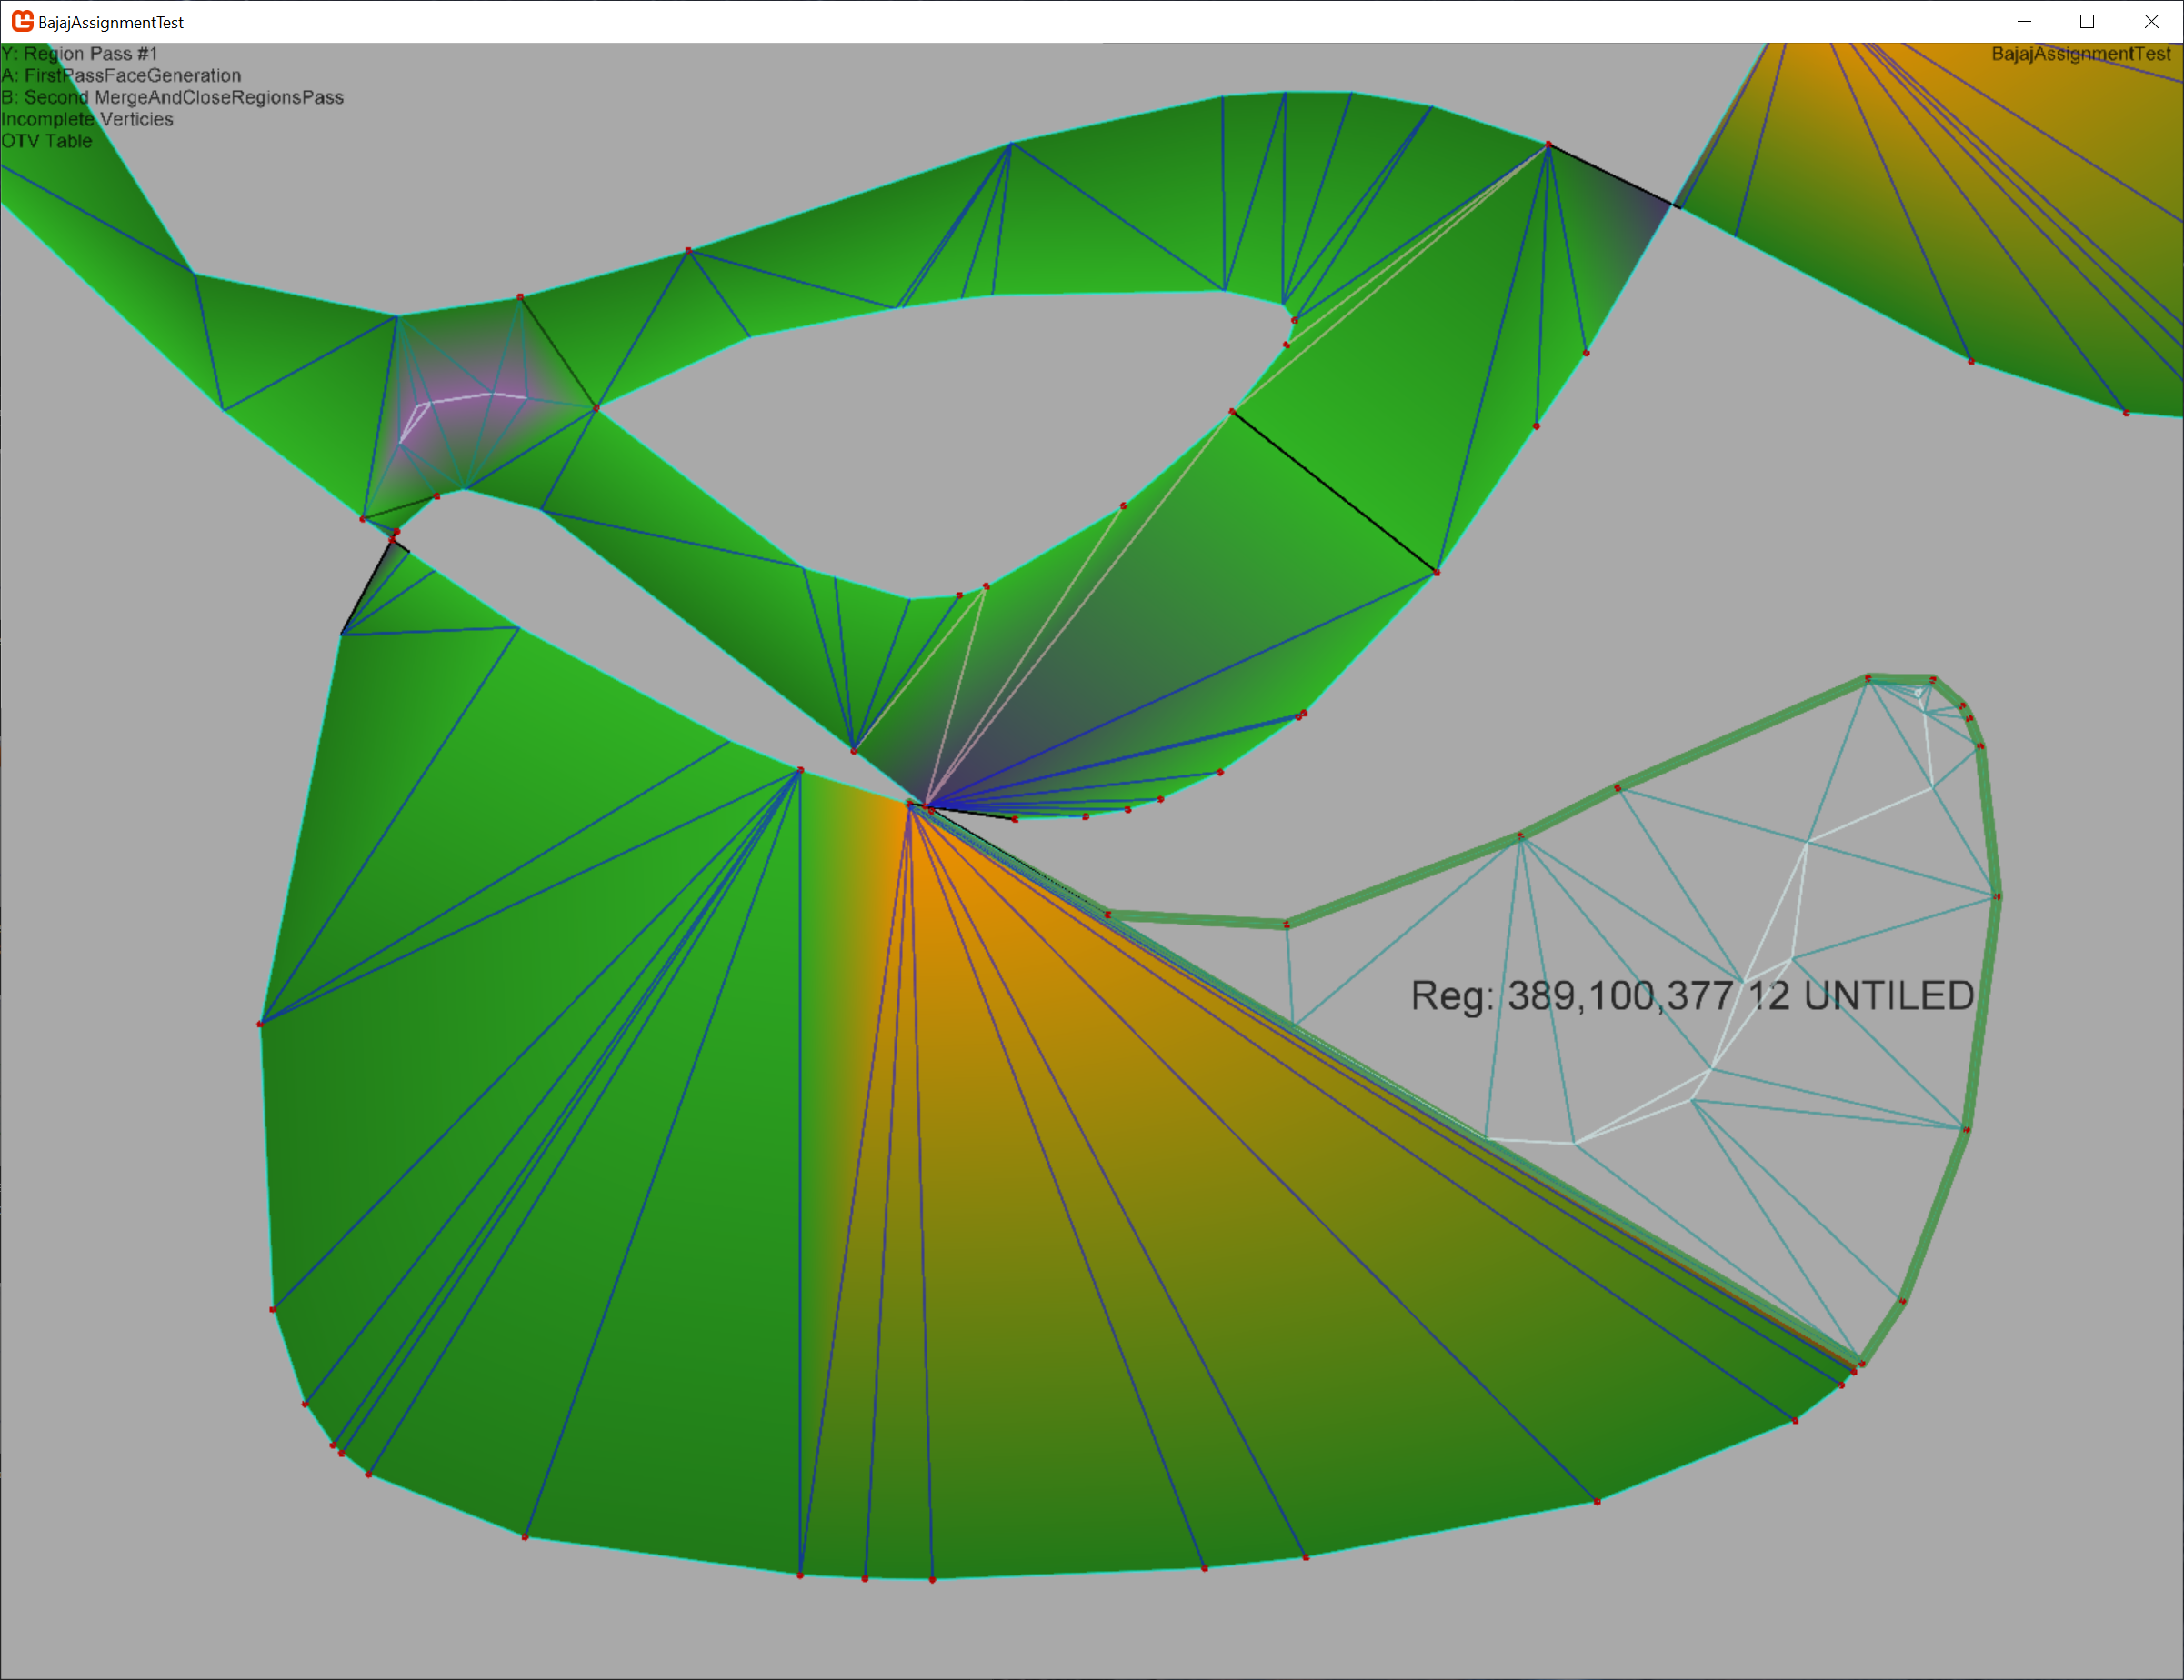 BajajAssignmentTest
Y: Region Pass #1
A: FirstPassFaceGeneration
B: Second MergeAndCloseRegionsPass
Incomplete Verticies
OTV Table
BajajAssignmentTest
Reg: 389,100,377 12 UNTILED